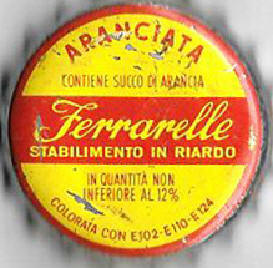 ARANCIATA
CONTIENE SUCCO DI ARANCIA
Ferrarelle
STABILIMENTO IN RIARDO
IN QUANTITÀ NON
INFERIORE AL 12%
COLORATA CON E102-E110-E124